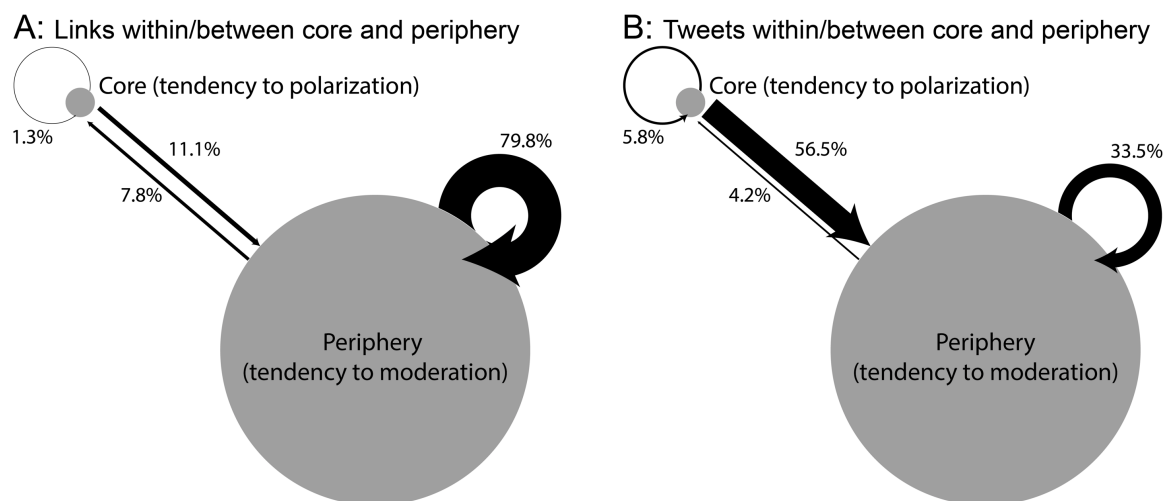 A: Links within/between core and periphery
Core (tendency to polarization)
1.3%
11.1%
7.8%
79.8%
Periphery
(tendency to moderation)
B: Tweets within/between core and periphery
Core (tendency to polarization)
5.8%
56.5%
4.2%
33.5%
Periphery
(tendency to moderation)